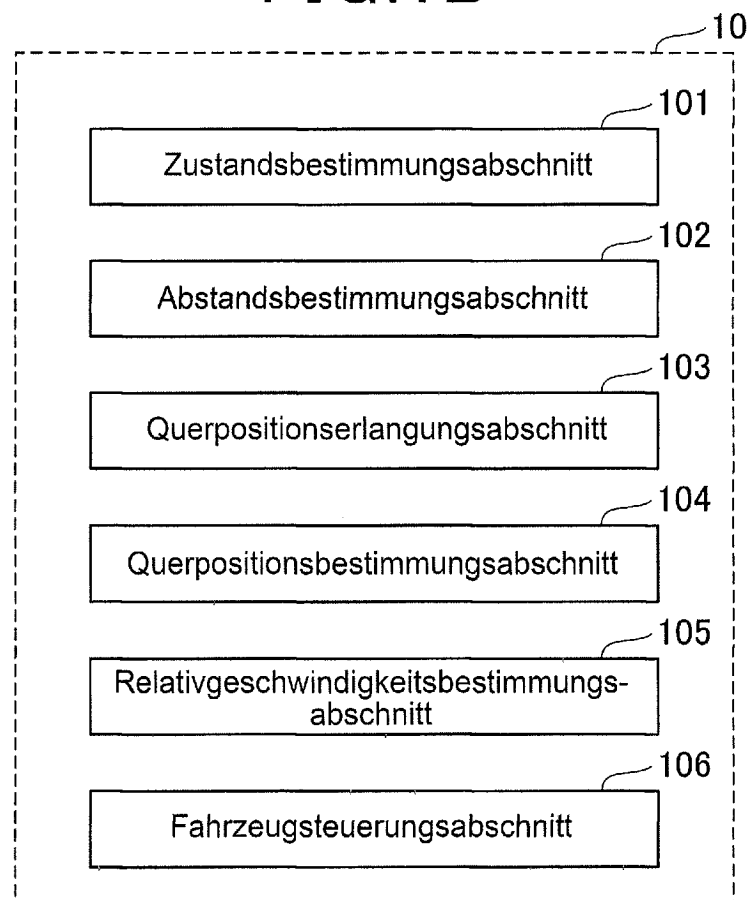 10
101
Zustandsbestimmungsabschnitt
102
Abstandsbestimmungsabschnitt
103
Querpositionserlangungsabschnitt
104
Querpositionsbestimmungsabschnitt
105
Relativgeschwindigkeitsbestimmungs-
abschnitt
106
Fahrzeugsteuerungsabschnitt